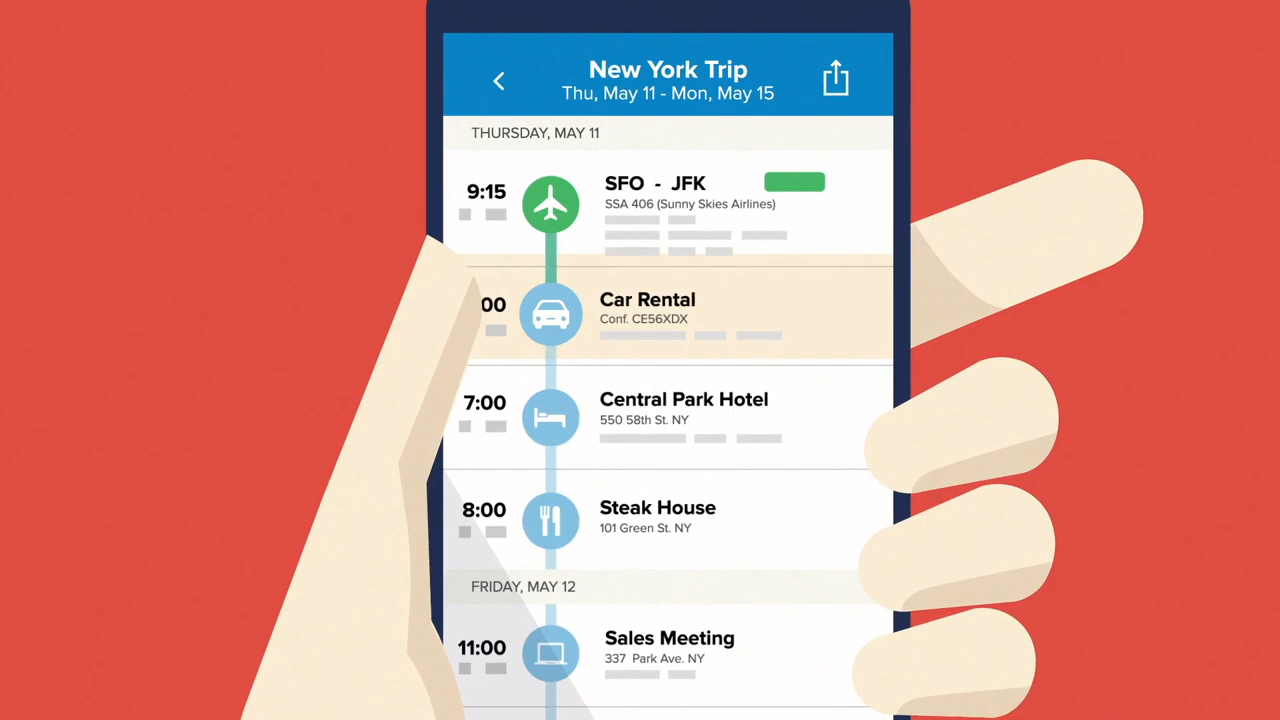 New York Trip
Thu, May 11 - Mon, May 15
THURSDAY, MAY 11
9:15
SFO - JFK
SSA 406 (Sunny Skies Airlines)
00
Car Rental
Conf. CE56XDX
7:00
Central Park Hotel
550 58th St. NY
8:00
Steak House
101 Green St. NY
FRIDAY, MAY 12
11:00
Sales Meeting
337 Park Ave. NY